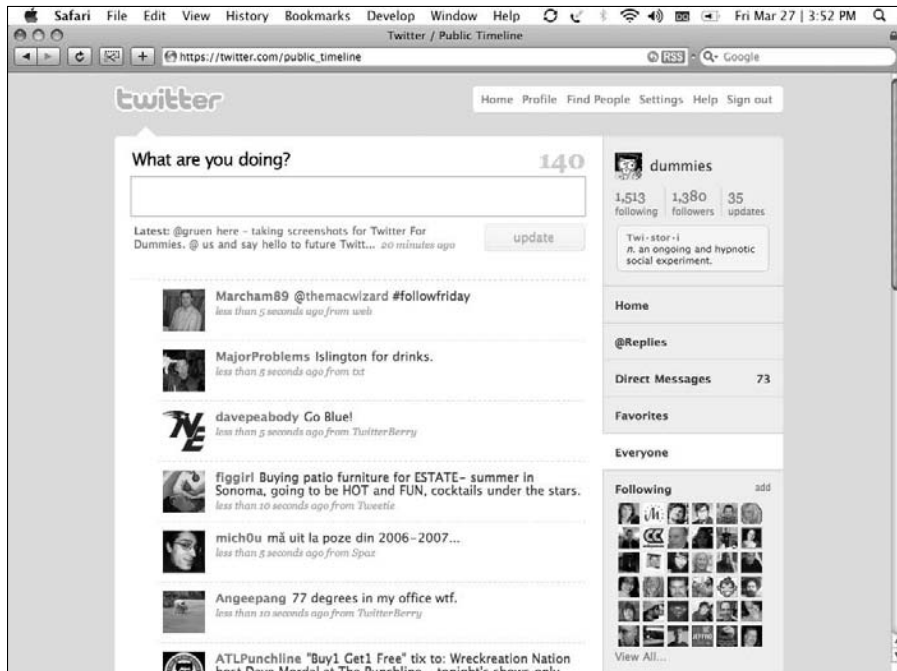 Safari File Edit View History Bookmarks Develop Window Help Fri Mar 27 | 3:52 PM
Twitter / Public Timeline
https://twitter.com/public_timeline RSS Google
twitter
Home Profile Find People Settings Help Sign out
What are you doing? 140
Latest: @gruen here - taking screenshots for Twitter For
Dummies. @ us and say hello to future Twitt... 20 minutes ago
update
Marcham89 @themacwizard #followfriday
less than 5 seconds ago from web
MajorProblems Islington for drinks.
less than 5 seconds ago from txt
NE
davepeabody Go Blue!
less than 5 seconds ago from TwitterBerry
figgirl Buying patio furniture for ESTATE- summer in
Sonoma, going to be HOT and FUN, cocktails under the stars.
less than 10 seconds ago from Tweetie
mich0u mă uit la poze din 2006-2007...
less than 5 seconds ago from Spaz
Angeepang 77 degrees in my office wtf.
less than 10 seconds ago from TwitterBerry
ATLPunchline "Buy1 Get1 Free" tix to: Wreckreation Nation
dummies
1,513 1,380 35
following followers updates
Twi-stor-i
n. an ongoing and hypnotic
social experiment.
Home
@Replies
Direct Messages 73
Favorites
Everyone
Following add
View All...